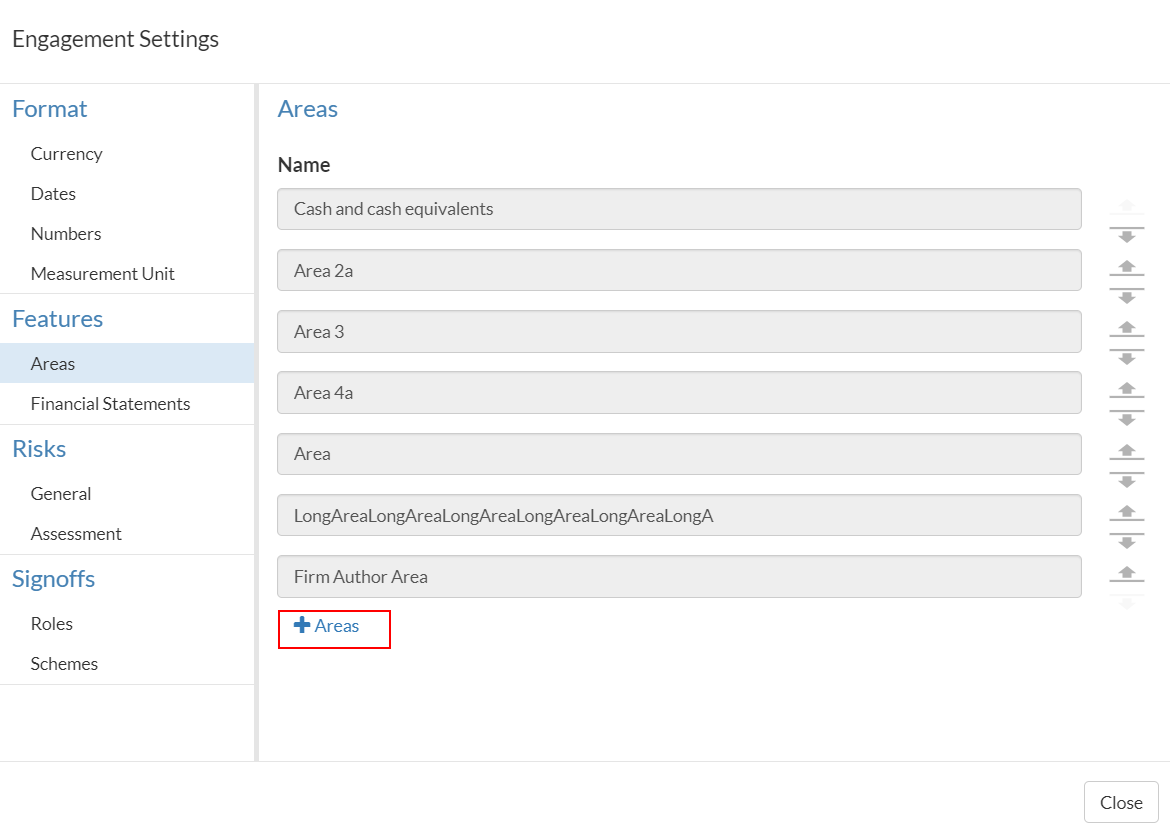 Engagement Settings
Format
Currency
Dates
Numbers
Measurement Unit
Features
Areas
Financial Statements
Risks
General
Assessment
Signoffs
Roles
Schemes
Areas
Name
Cash and cash equivalents
Area 2a
Area 3
Area 4a
Area
LongAreaLongAreaLongAreaLongAreaLongAreaLongA
Firm Author Area
+ Areas
Close